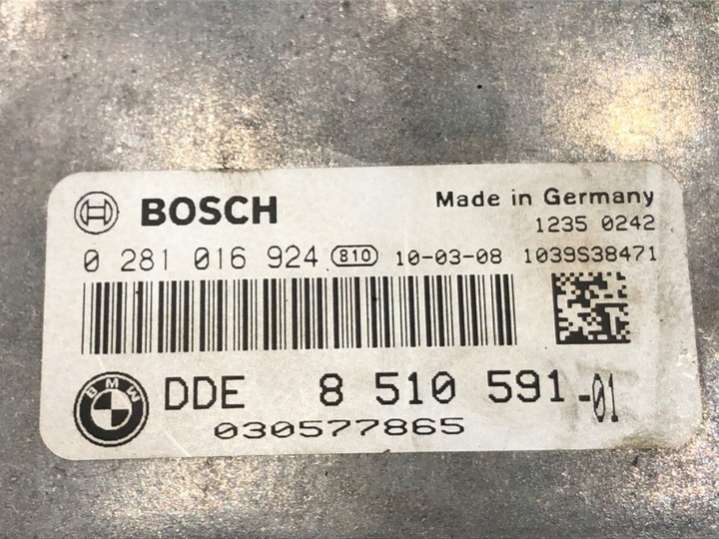 BOSCH Made in Germany
1235 0242
0 281 016 924 810 10-03-08 1039S38471
BMW DDE 8 510 591-01
030577865